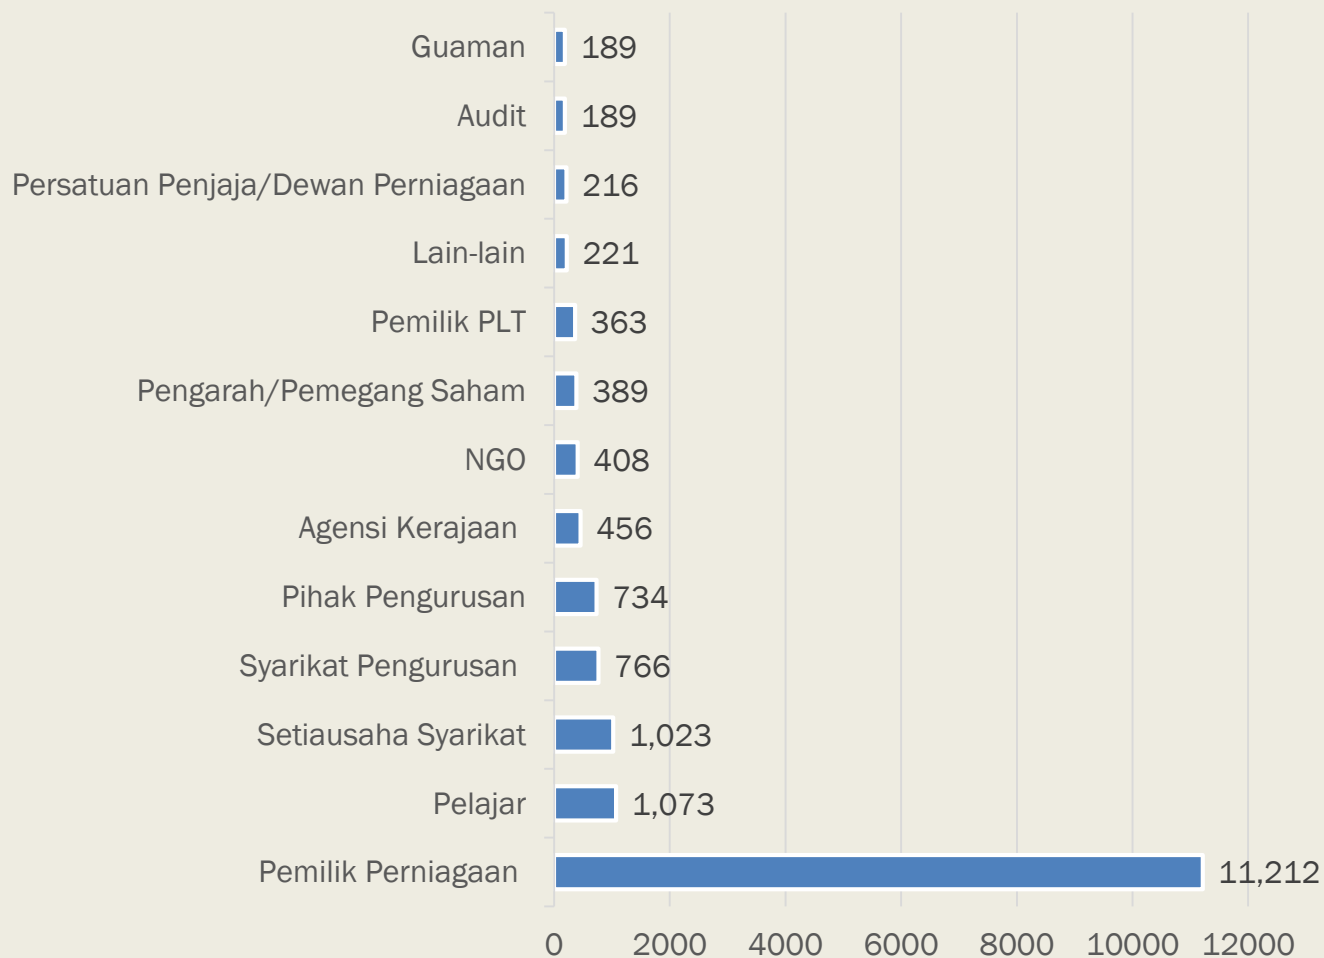 Guaman 189
Audit 189
Persatuan Penjaja/Dewan Perniagaan 216
Lain-lain 221
Pemilik PLT 363
Pengarah/Pemegang Saham 389
NGO 408
Agensi Kerajaan 456
Pihak Pengurusan 734
Syarikat Pengurusan 766
Setiausaha Syarikat 1,023
Pelajar 1,073
Pemilik Perniagaan 11,212
0 2000 4000 6000 8000 10000 12000